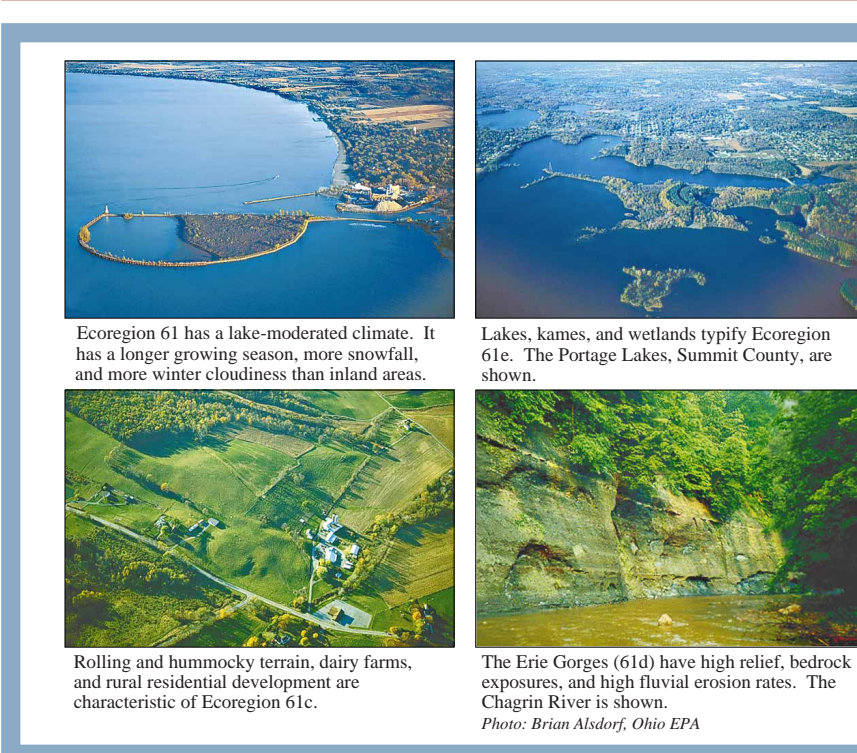 Ecoregion 61 has a lake-moderated climate.  It
has a longer growing season, more snowfall,
and more winter cloudiness than inland areas.
Lakes, kames, and wetlands typify Ecoregion
61e.  The Portage Lakes, Summit County, are
shown.
Rolling and hummocky terrain, dairy farms,
and rural residential development are
characteristic of Ecoregion 61c.
The Erie Gorges (61d) have high relief, bedrock
exposures, and high fluvial erosion rates.  The
Chagrin River is shown.
Photo: Brian Alsdorf, Ohio EPA